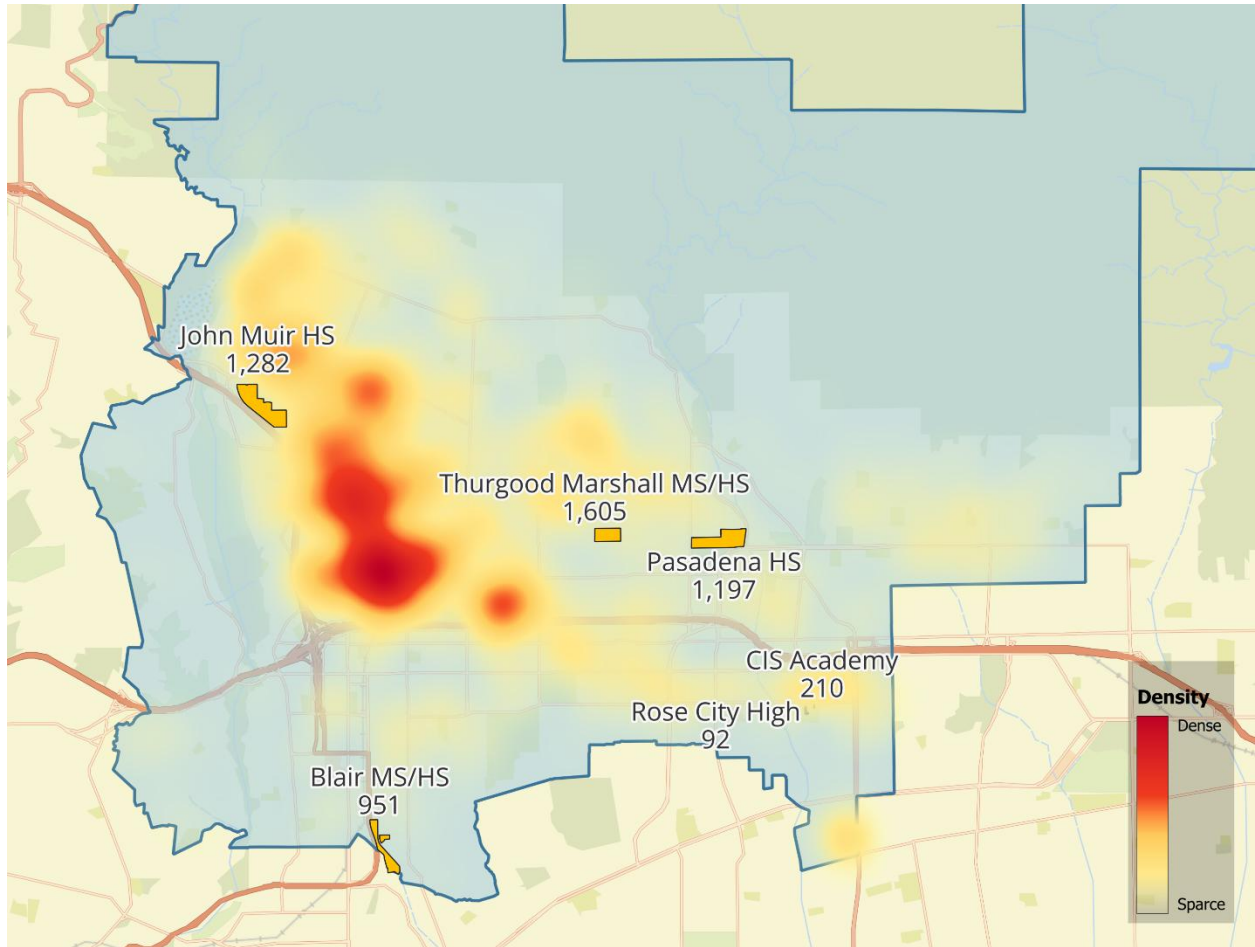 John Muir HS
1,282
Thurgood Marshall MS/HS
1,605
Pasadena HS
1,197
CIS Academy
210
Rose City High
92
Blair MS/HS
951
Density
Dense
Sparce